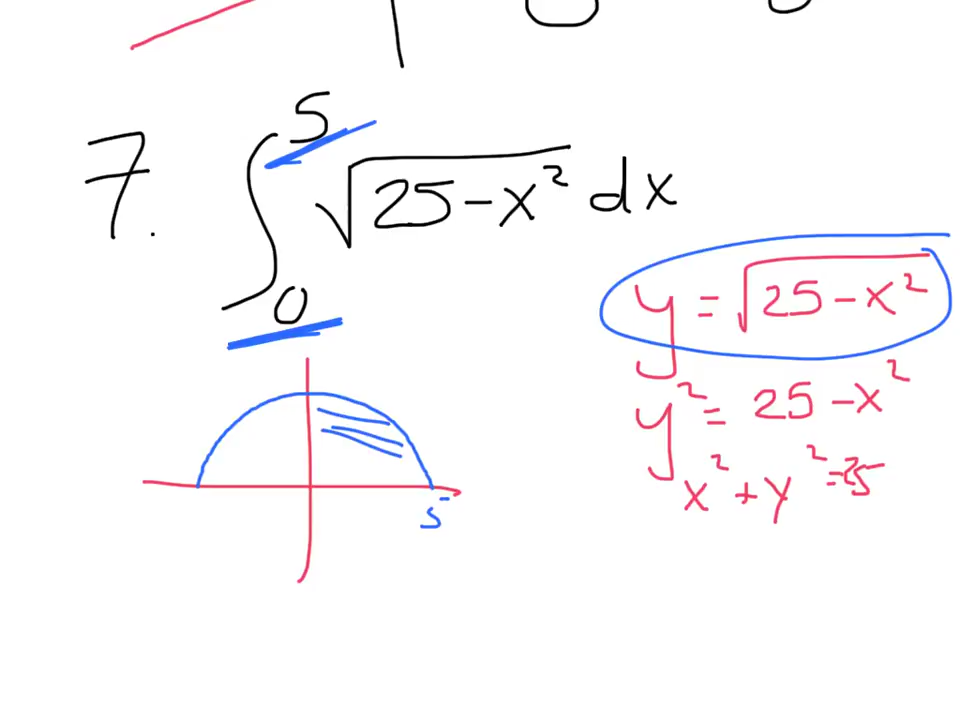 7. ∫₀⁵ √(25-x²) dx
y = √(25-x²)
y² = 25-x²
x² + y² = 25
5